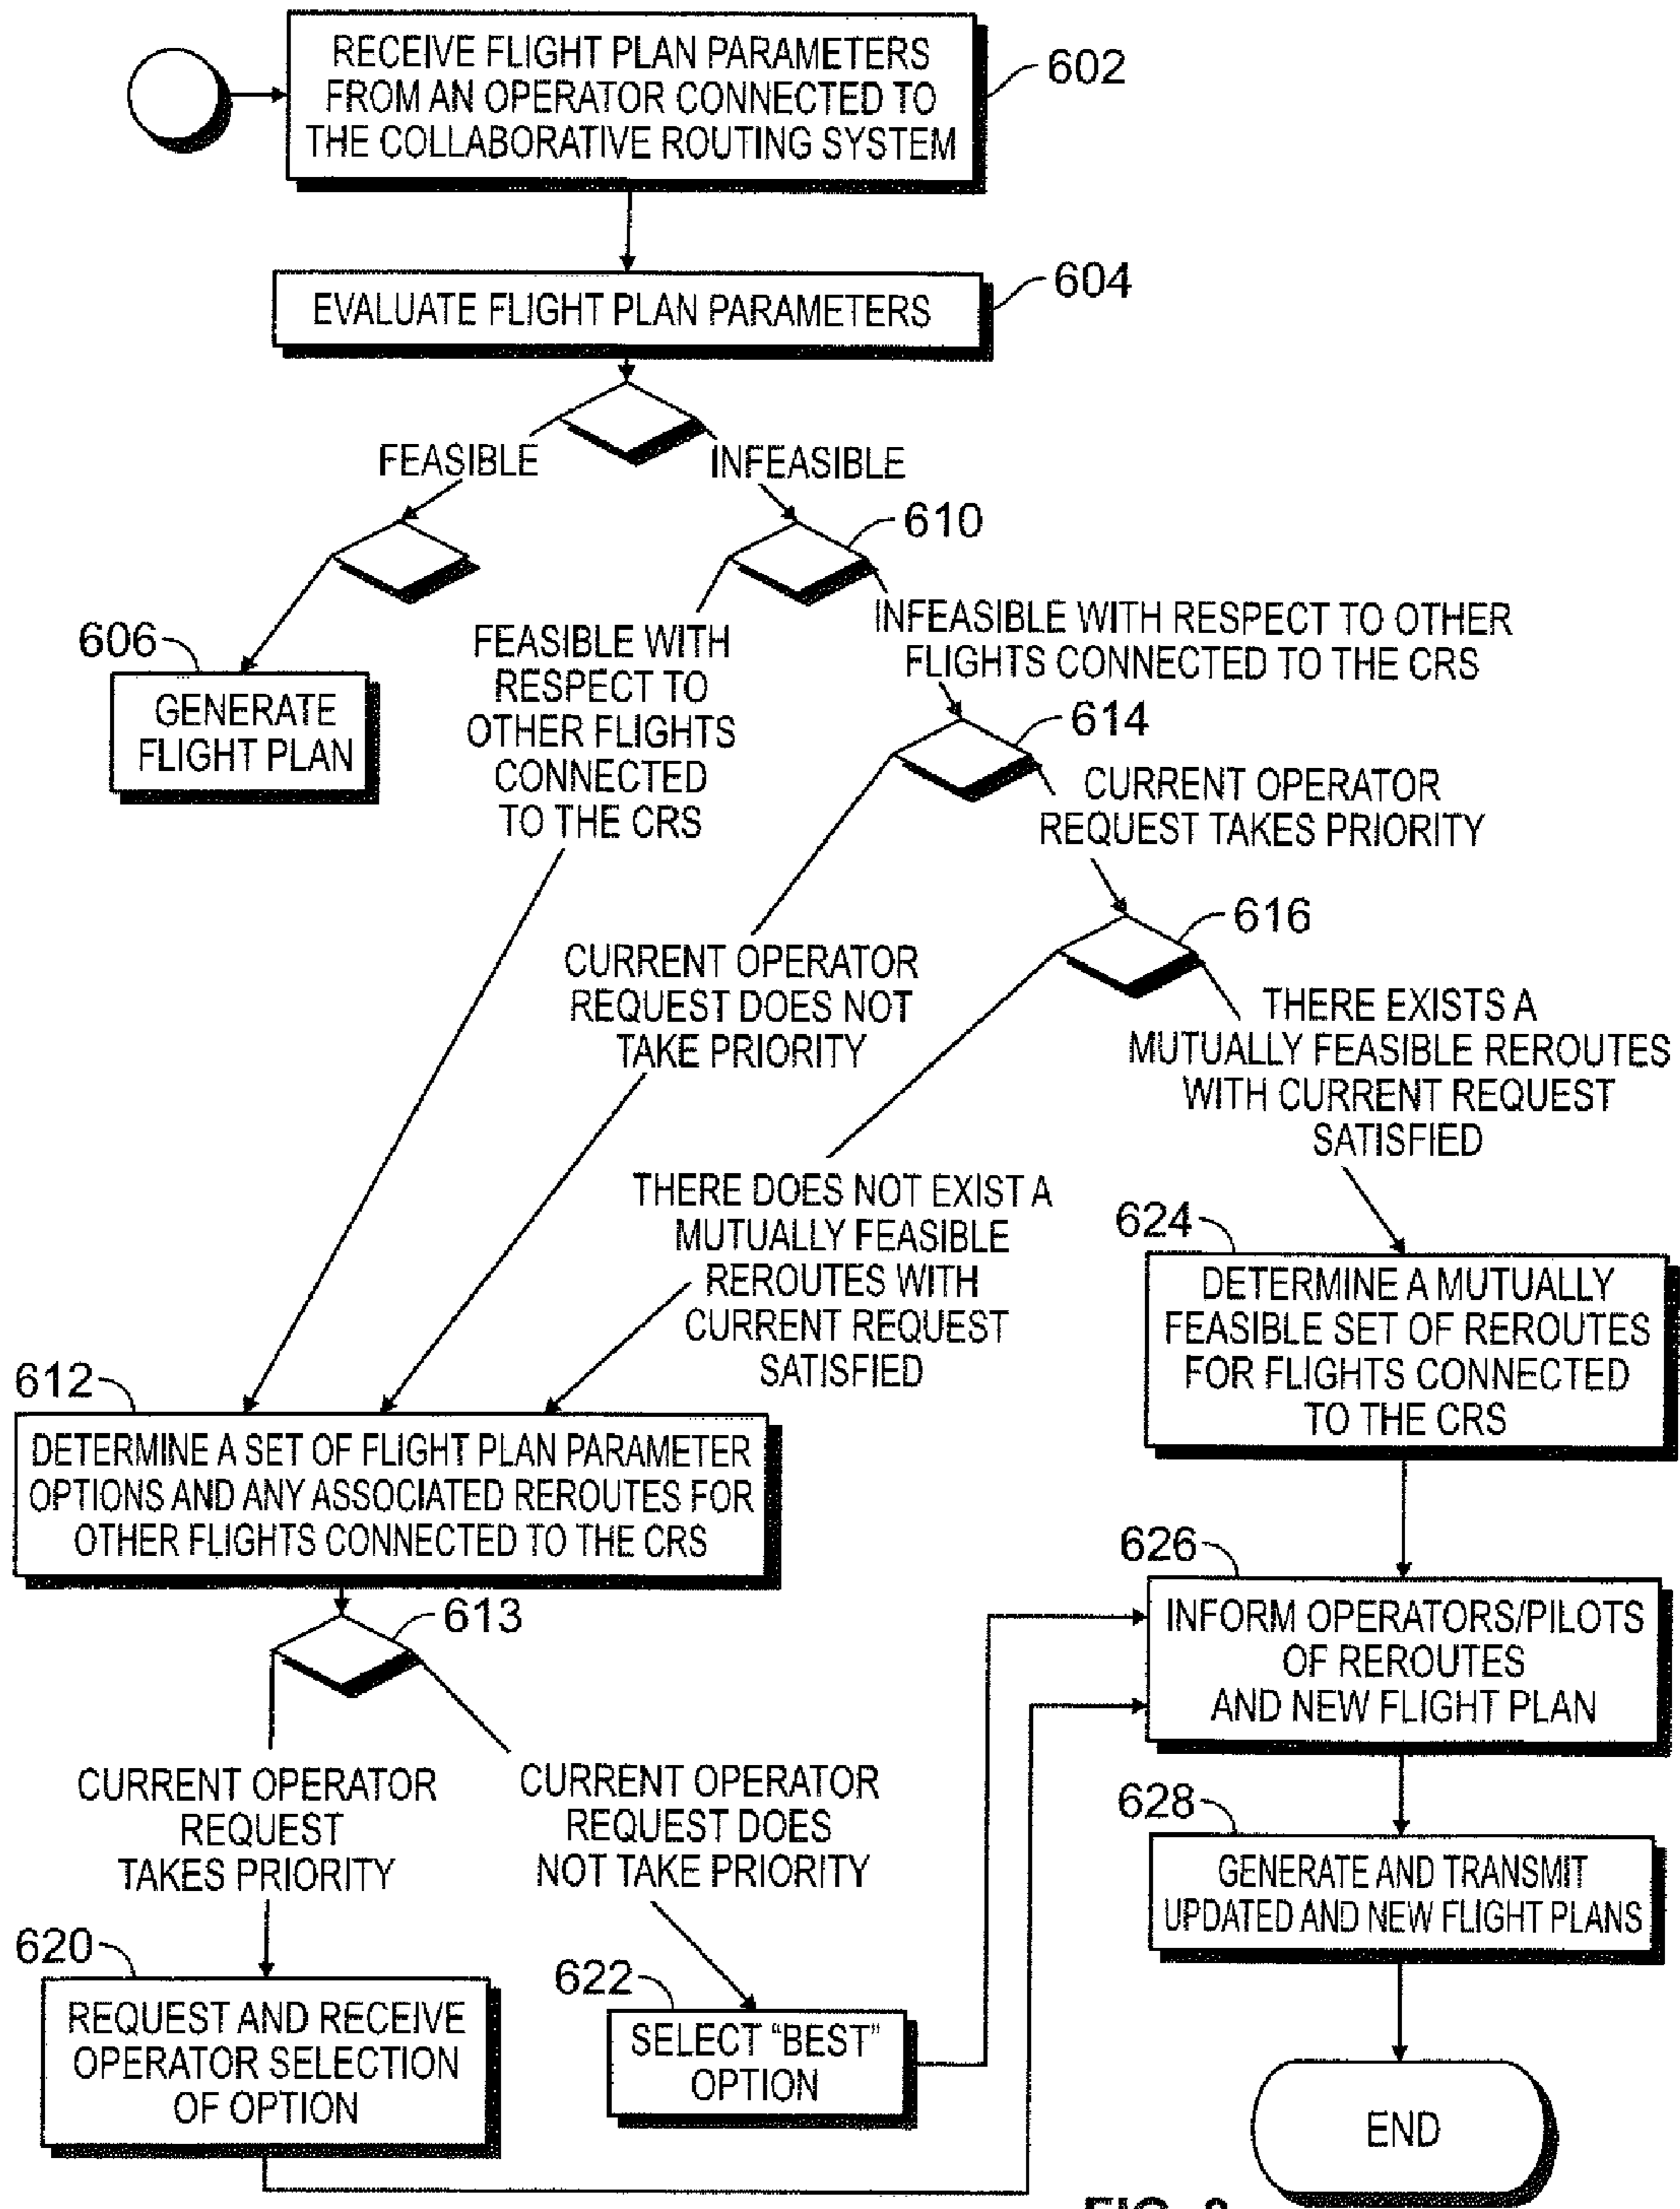 RECEIVE FLIGHT PLAN PARAMETERS
FROM AN OPERATOR CONNECTED TO
THE COLLABORATIVE ROUTING SYSTEM
602
EVALUATE FLIGHT PLAN PARAMETERS
604
FEASIBLE
INFEASIBLE
610
606
GENERATE
FLIGHT PLAN
FEASIBLE WITH
RESPECT TO
OTHER FLIGHTS
CONNECTED
TO THE CRS
INFEASIBLE WITH RESPECT TO OTHER
FLIGHTS CONNECTED TO THE CRS
614
CURRENT OPERATOR
REQUEST TAKES PRIORITY
616
CURRENT OPERATOR
REQUEST DOES NOT
TAKE PRIORITY
THERE EXISTS A
MUTUALLY FEASIBLE REROUTES
WITH CURRENT REQUEST
SATISFIED
THERE DOES NOT EXIST A
MUTUALLY FEASIBLE
REROUTES WITH
CURRENT REQUEST
SATISFIED
624
DETERMINE A MUTUALLY
FEASIBLE SET OF REROUTES
FOR FLIGHTS CONNECTED
TO THE CRS
612
DETERMINE A SET OF FLIGHT PLAN PARAMETER
OPTIONS AND ANY ASSOCIATED REROUTES FOR
OTHER FLIGHTS CONNECTED TO THE CRS
613
626
INFORM OPERATORS/PILOTS
OF REROUTES
AND NEW FLIGHT PLAN
CURRENT OPERATOR
REQUEST
TAKES PRIORITY
CURRENT OPERATOR
REQUEST DOES
NOT TAKE PRIORITY
628
GENERATE AND TRANSMIT
UPDATED AND NEW FLIGHT PLANS
620
REQUEST AND RECEIVE
OPERATOR SELECTION
OF OPTION
622
SELECT “BEST”
OPTION
END
FIG.